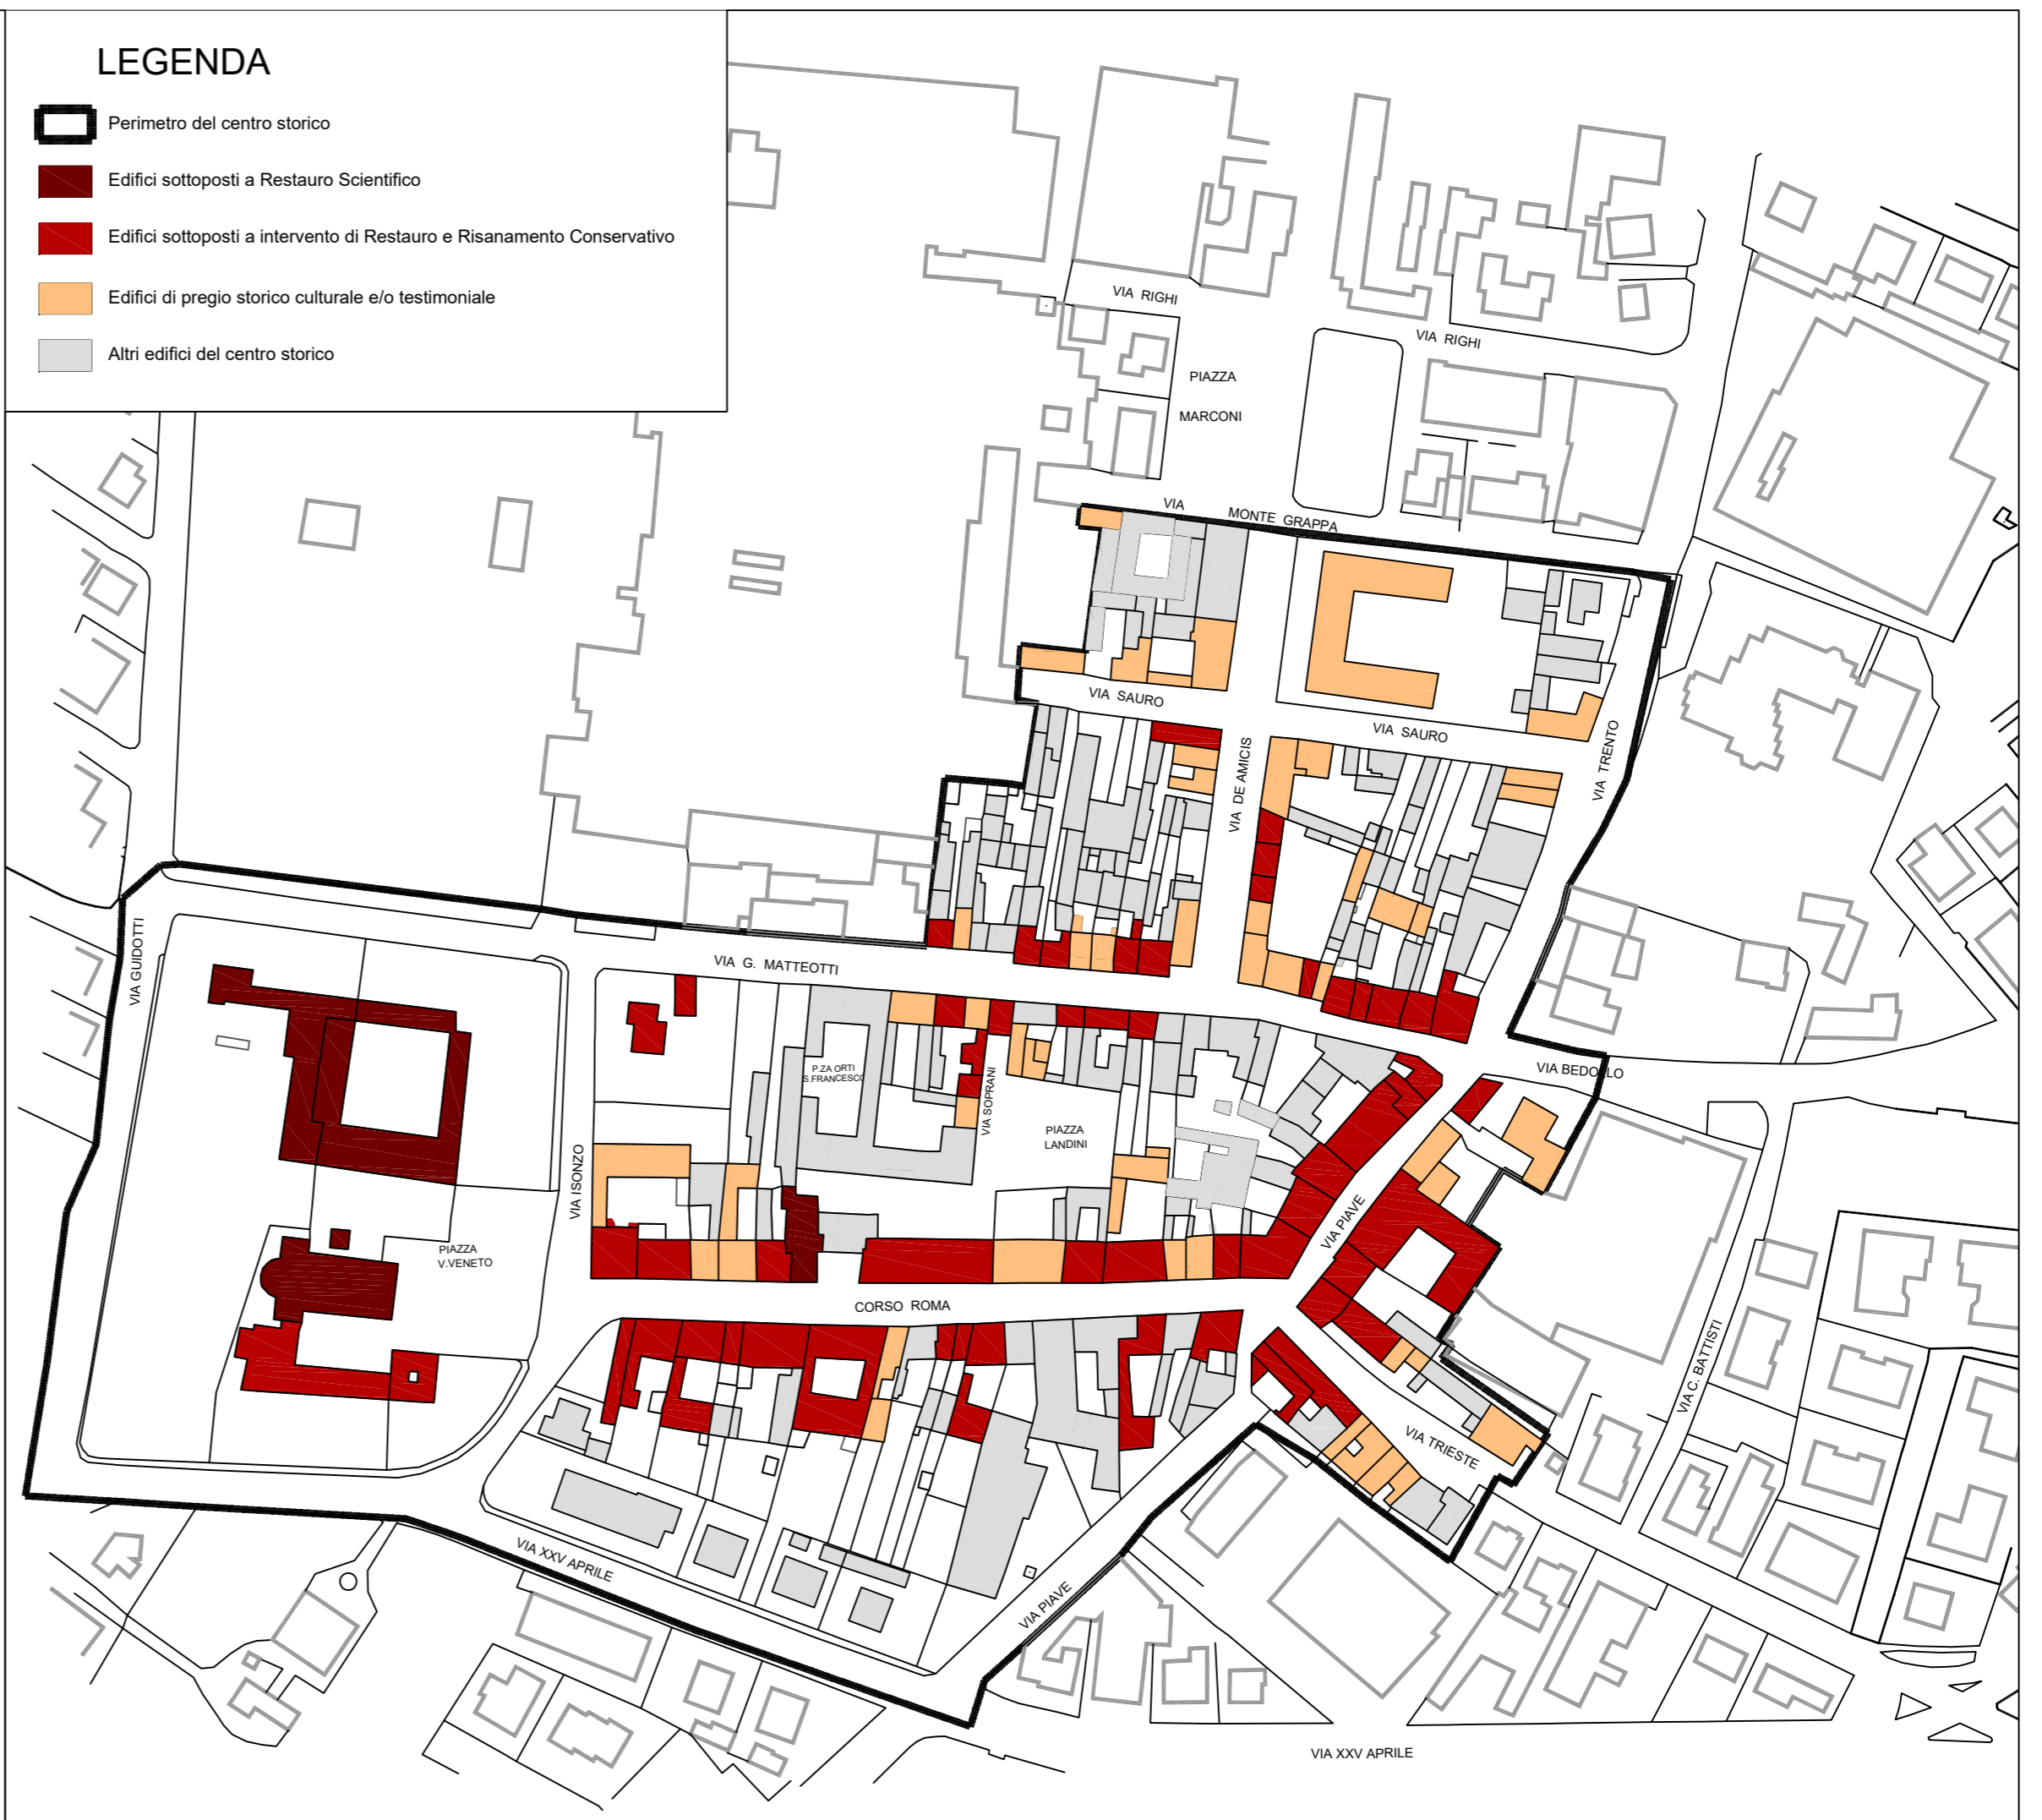 LEGENDA
Perimetro del centro storico
Edifici sottoposti a Restauro Scientifico
Edifici sottoposti a intervento di Restauro e Risanamento Conservativo
Edifici di pregio storico culturale e/o testimoniale
Altri edifici del centro storico
VIA RIGHI
VIA RIGHI
PIAZZA
MARCONI
VIA MONTE GRAPPA
VIA SAURO
VIA SAURO
VIA DE AMICIS
VIA TRENTO
VIA GUIDOTTI
VIA G. MATTEOTTI
P.ZA ORTI
S.FRANCESCO
VIA SOPRANI
PIAZZA
LANDINI
VIA BEDOLLO
VIA ISONZO
PIAZZA
V.VENETO
VIA PIAVE
CORSO ROMA
VIA C. BATTISTI
VIA TRIESTE
VIA XXV APRILE
VIA PIAVE
VIA XXV APRILE